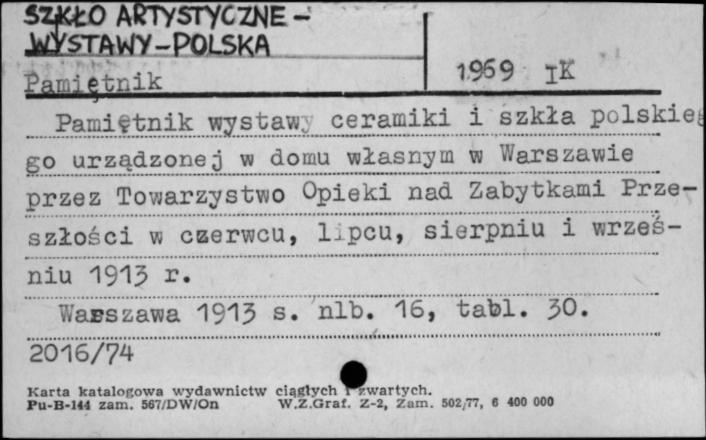 SZKŁO ARTYSTYCZNE -
WYSTAWY - POLSKA
Pamiętnik
1969 IK
Pamiętnik wystawy ceramiki i szkła polskie
go urządzonej w domu własnym w Warszawie
przez Towarzystwo Opieki nad Zabytkami Prze-
szłości w czerwcu, lipcu, sierpniu i wrześ-
niu 1913 r.
Warszawa 1913 s. nlb. 16, tabl. 30.
2016/74
Karta katalogowa wydawnictw ciągłych i zwartych.
Pu-B-144 zam. 567/DW/On W.Z.Graf. Z-2, Zam. 502/77, 6 400 000